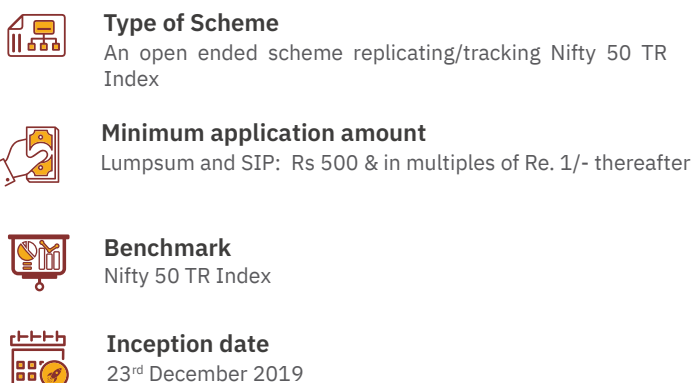 Type of Scheme
An open ended scheme replicating/tracking Nifty 50 TR
Index
Minimum application amount
Lumpsum and SIP: Rs 500 & in multiples of Re. 1/- thereafter
Benchmark
Nifty 50 TR Index
Inception date
23rd December 2019